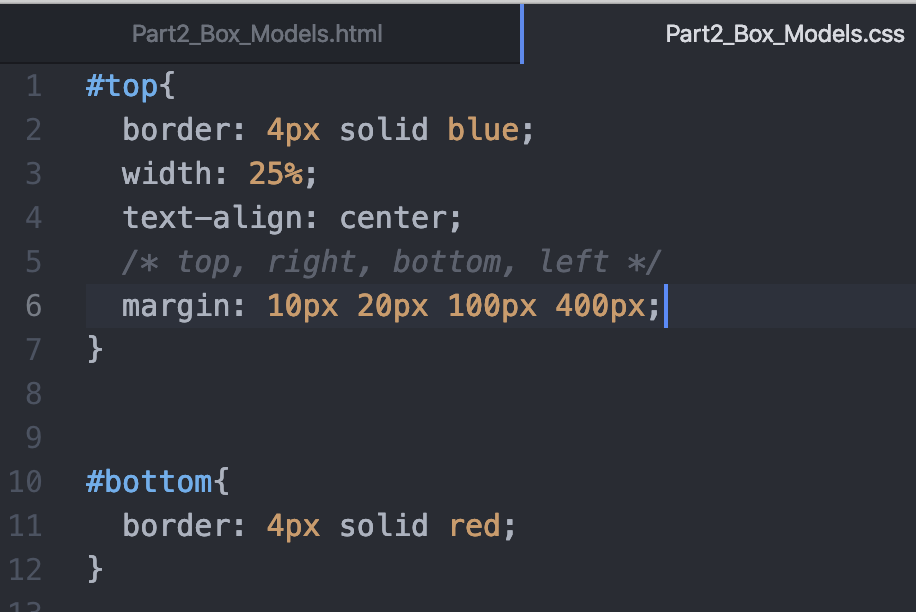 Part2_Box_Models.html
Part2_Box_Models.css
1 #top{
2 border: 4px solid blue;
3 width: 25%;
4 text-align: center;
5 /* top, right, bottom, left */
6 margin: 10px 20px 100px 400px;
7 }
8
9
10 #bottom{
11 border: 4px solid red;
12 }
13